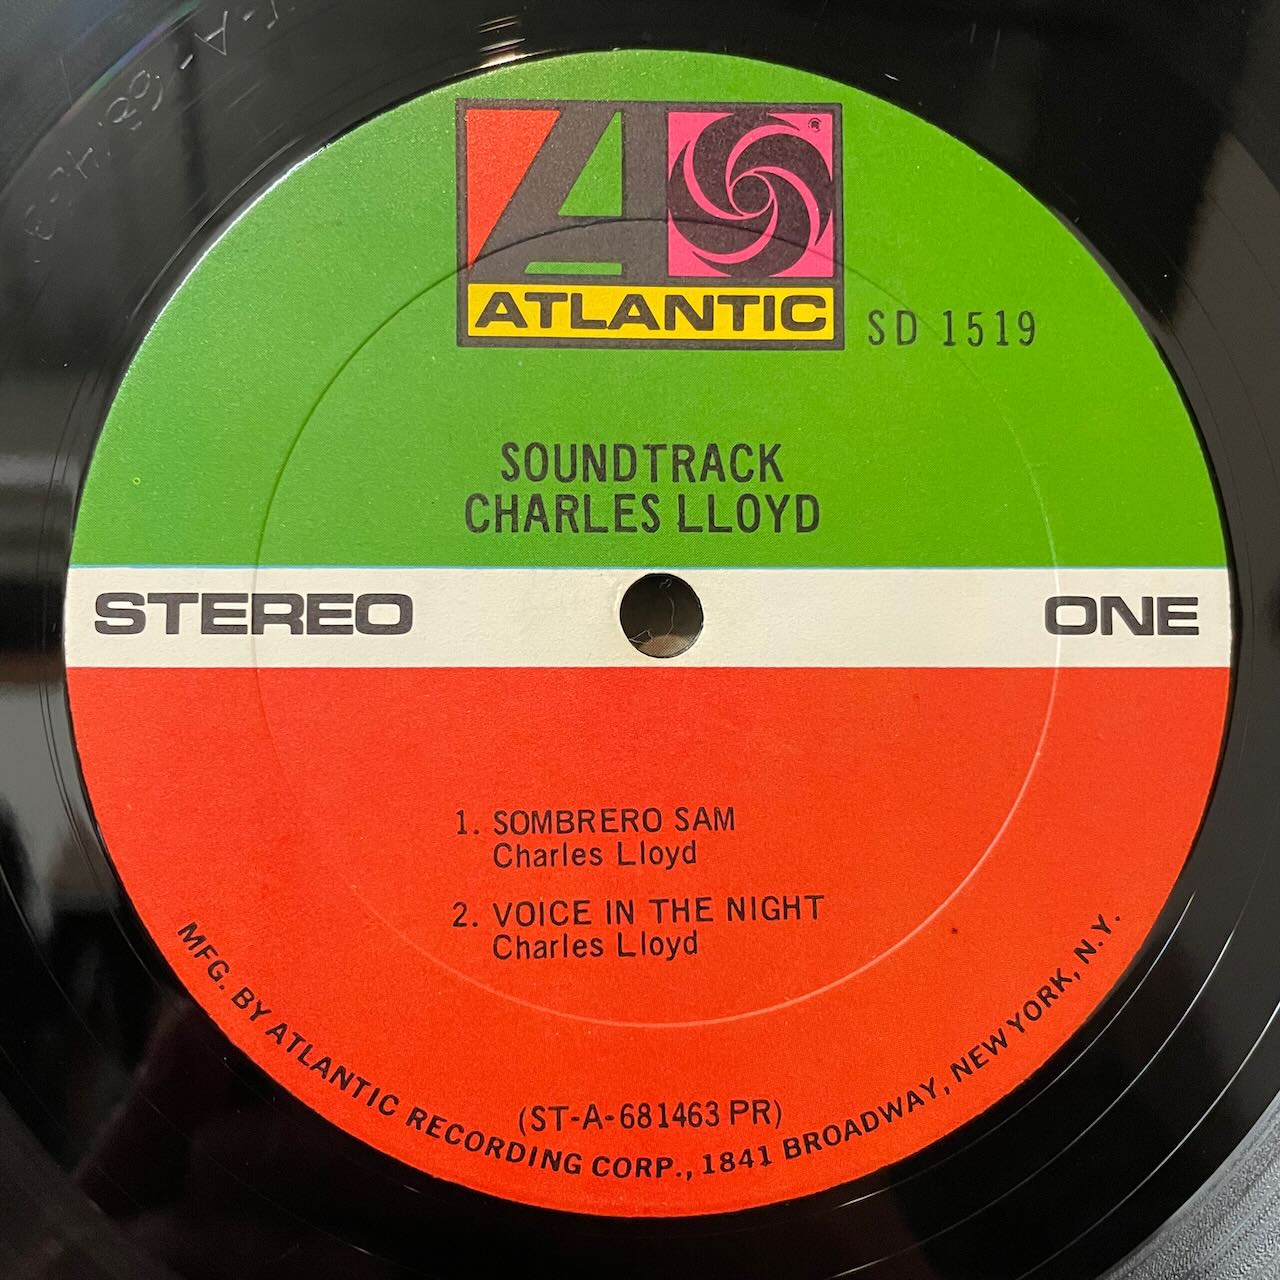 ATLANTIC
®
SD 1519
SOUNDTRACK
CHARLES LLOYD
STEREO
ONE
1. SOMBRERO SAM
Charles Lloyd
2. VOICE IN THE NIGHT
Charles Lloyd
(ST-A-681463 PR)
MFG. BY ATLANTIC RECORDING CORP., 1841 BROADWAY, NEW YORK, N.Y.